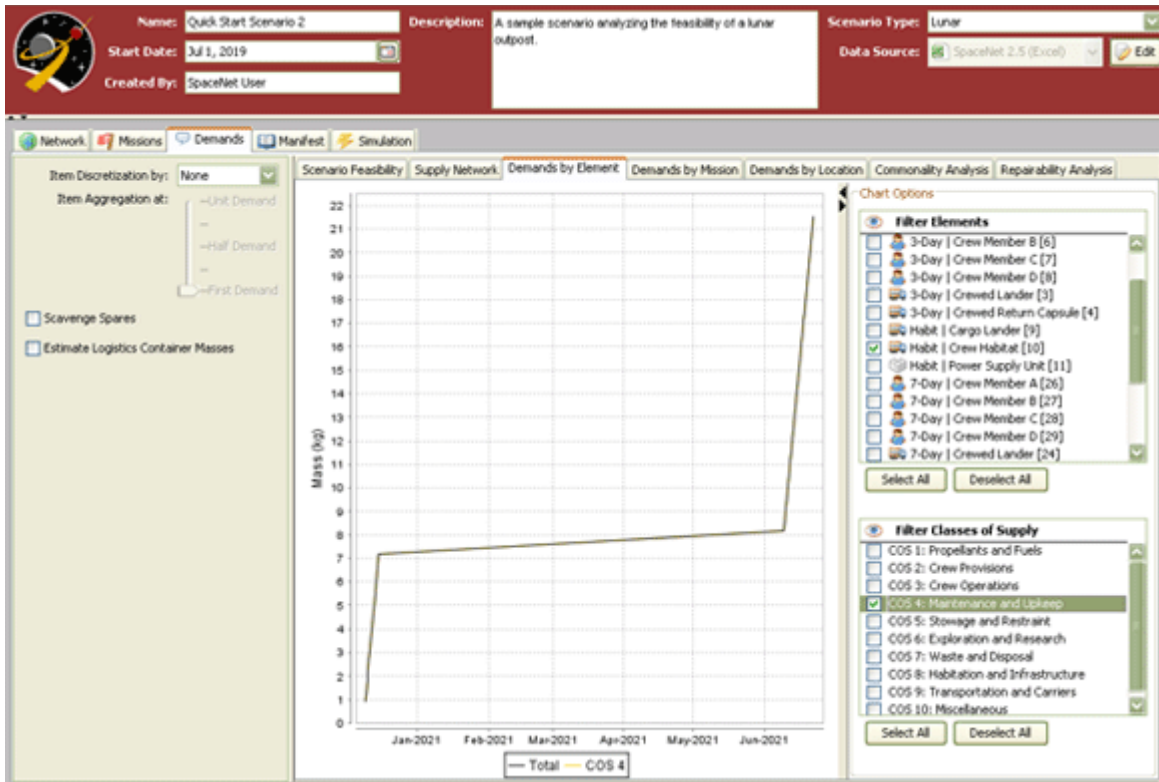 Name: Quick Start Scenario 2
Description: A sample scenario analyzing the feasibility of a lunar
outpost.
Scenario Type: Lunar
Start Date: Jul 1, 2019
Data Source: SpaceNet 2.5 (Excel) Edit
Created By: SpaceNet User
Network Missions Demands Manifest Simulation
Item Discretization by: None
Item Aggregation at:
Unit Demand
Half Demand
First Demand
Scavenge Spares
Estimate Logistics Container Masses
Scenario Feasibility Supply Network Demands by Element Demands by Mission Demands by Location Commonality Analysis Repairability Analysis
Mass (kg)
22
21
20
19
18
17
16
15
14
13
12
11
10
9
8
7
6
5
4
3
2
1
0
Jan-2021 Feb-2021 Mar-2021 Apr-2021 May-2021 Jun-2021
Total COS 4
Chart Options
Filter Elements
3-Day | Crew Member B [6]
3-Day | Crew Member C [7]
3-Day | Crew Member D [8]
3-Day | Crewed Lander [3]
3-Day | Crewed Return Capsule [4]
Habit | Cargo Lander [9]
Habit | Crew Habitat [10]
Habit | Power Supply Unit [11]
7-Day | Crew Member A [26]
7-Day | Crew Member B [27]
7-Day | Crew Member C [28]
7-Day | Crew Member D [29]
7-Day | Crewed Lander [24]
Select All Deselect All
Filter Classes of Supply
COS 1: Propellants and Fuels
COS 2: Crew Provisions
COS 3: Crew Operations
COS 4: Maintenance and Upkeep
COS 5: Stowage and Restraint
COS 6: Exploration and Research
COS 7: Waste and Disposal
COS 8: Habitation and Infrastructure
COS 9: Transportation and Carriers
COS 10: Miscellaneous
Select All Deselect All